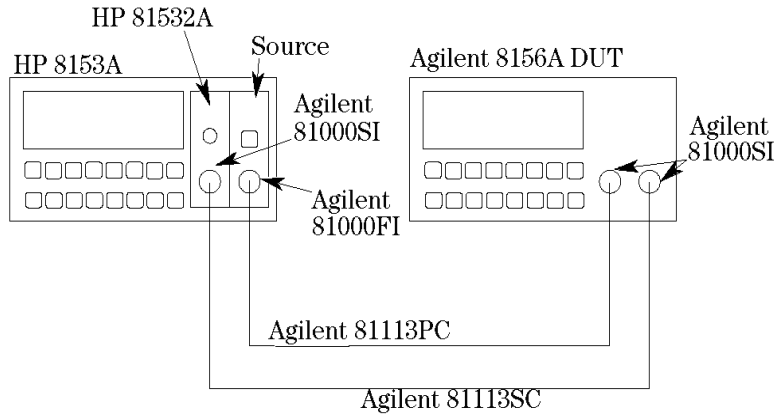 HP 81532A
Source
HP 8153A
Agilent 8156A DUT
Agilent
81000SI
Agilent
81000SI
Agilent
81000FI
Agilent 81113PC
Agilent 81113SC